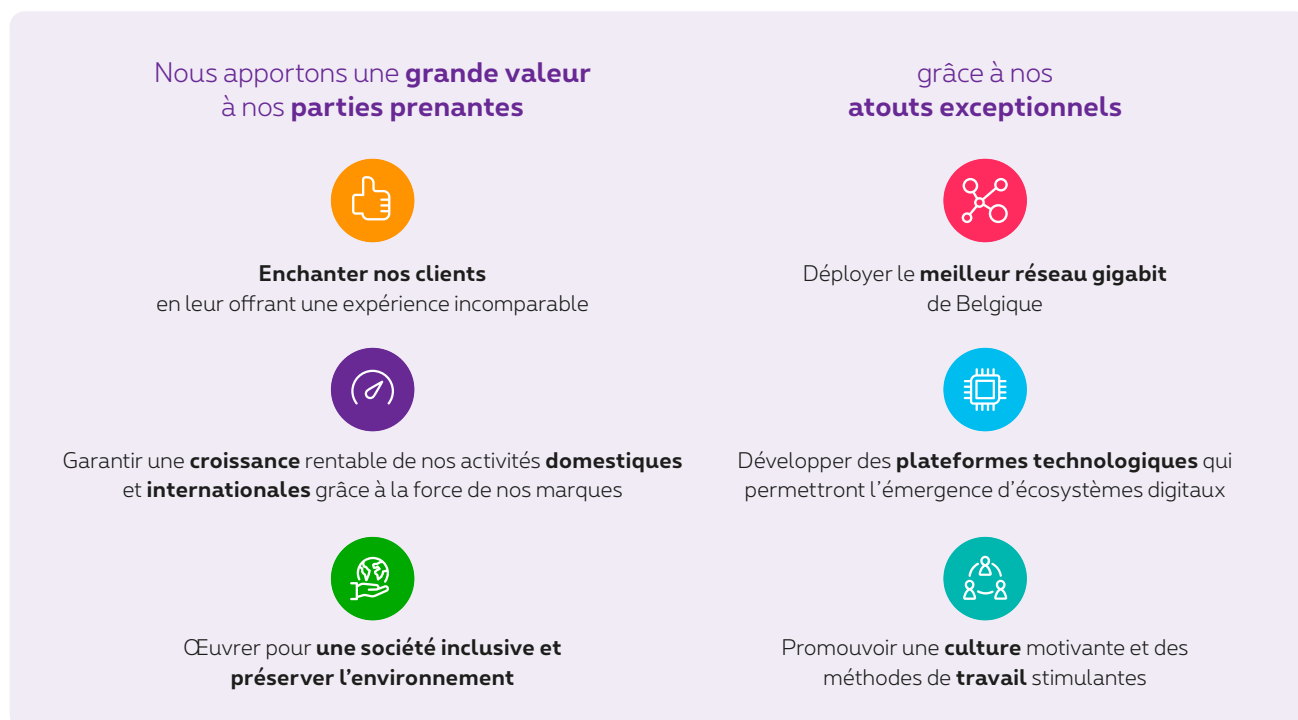 Nous apportons une grande valeur
à nos parties prenantes
Enchanter nos clients
en leur offrant une expérience incomparable
Garantir une croissance rentable de nos activités domestiques
et internationales grâce à la force de nos marques
Œuvrer pour une société inclusive et
préserver l'environnement
grâce à nos
atouts exceptionnels
Déployer le meilleur réseau gigabit
de Belgique
Développer des plateformes technologiques qui
permettront l'émergence d'écosystèmes digitaux
Promouvoir une culture motivante et des
méthodes de travail stimulantes